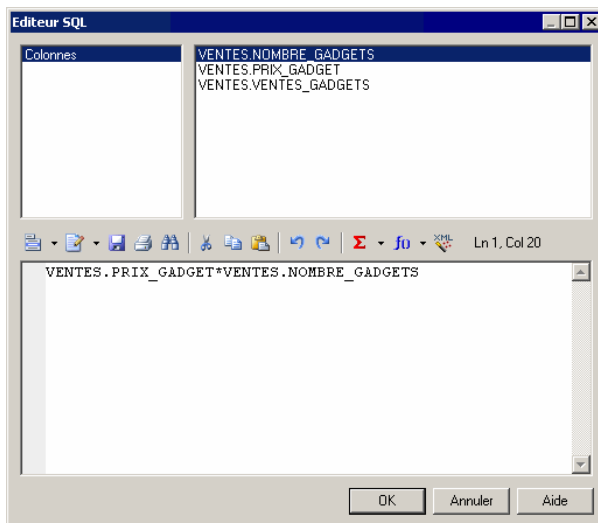 Editeur SQL
Colonnes
VENTES.NOMBRE_GADGETS
VENTES.PRIX_GADGET
VENTES.VENTES_GADGETS
Σ f() XML Ln 1, Col 20
VENTES.PRIX_GADGET*VENTES.NOMBRE_GADGETS
OK Annuler Aide